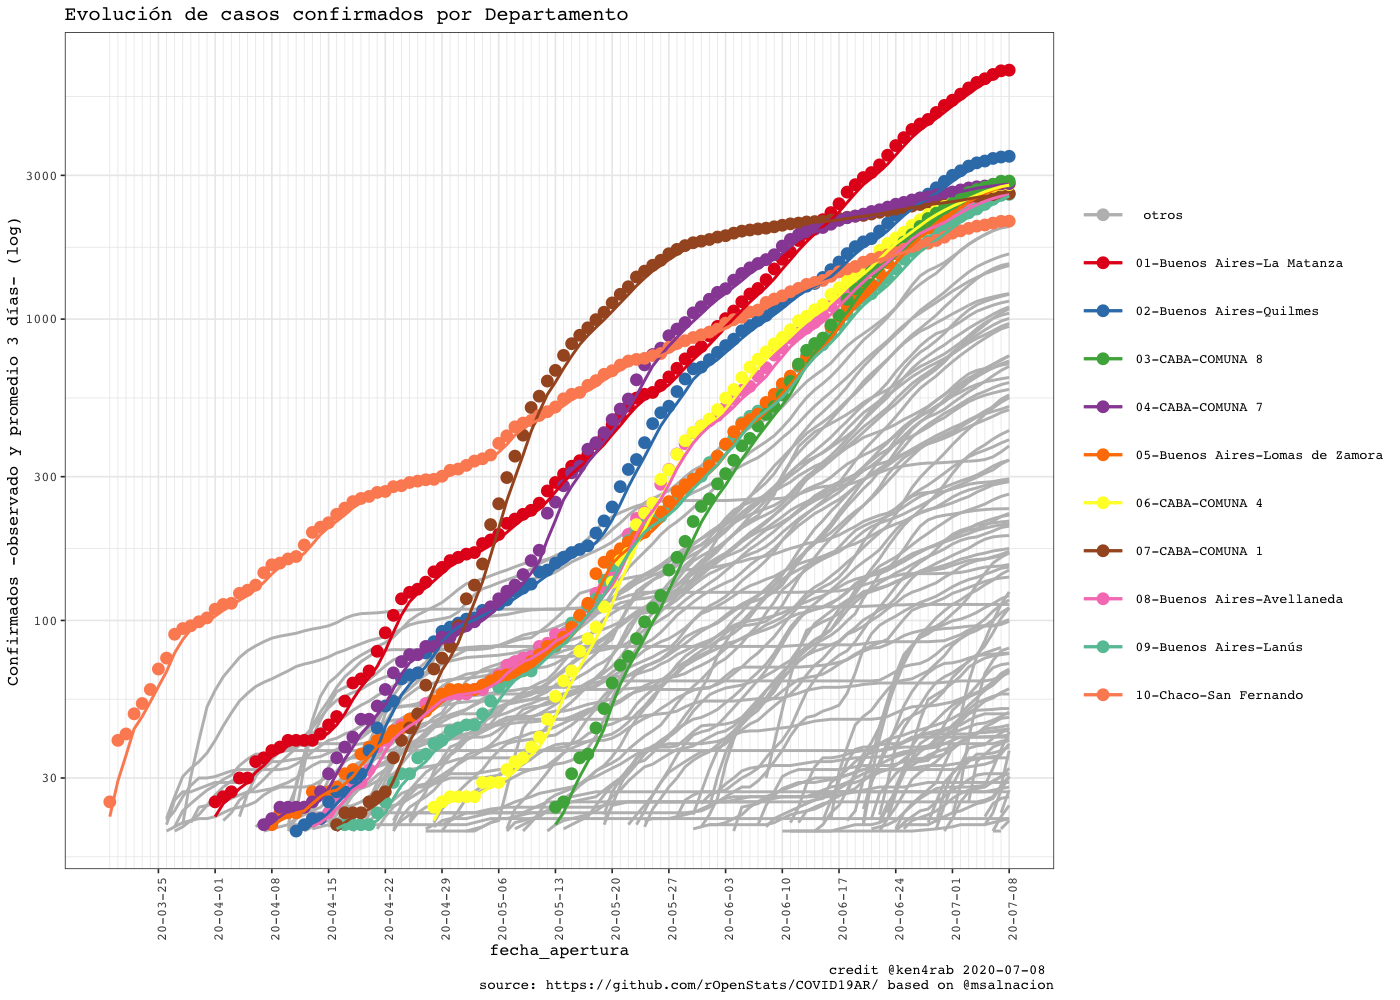 Evolución de casos confirmados por Departamento
Confirmados -observado y promedio 3 días- (log)
3000
1000
300
100
30
20-03-25
20-04-01
20-04-08
20-04-15
20-04-22
20-04-29
20-05-06
20-05-13
20-05-20
20-05-27
20-06-03
20-06-10
20-06-17
20-06-24
20-07-01
20-07-08
fecha_apertura
otros
01-Buenos Aires-La Matanza
02-Buenos Aires-Quilmes
03-CABA-COMUNA 8
04-CABA-COMUNA 7
05-Buenos Aires-Lomas de Zamora
06-CABA-COMUNA 4
07-CABA-COMUNA 1
08-Buenos Aires-Avellaneda
09-Buenos Aires-Lanús
10-Chaco-San Fernando
credit @ken4rab 2020-07-08
source: https://github.com/rOpenStats/COVID19AR/ based on @msalnacion